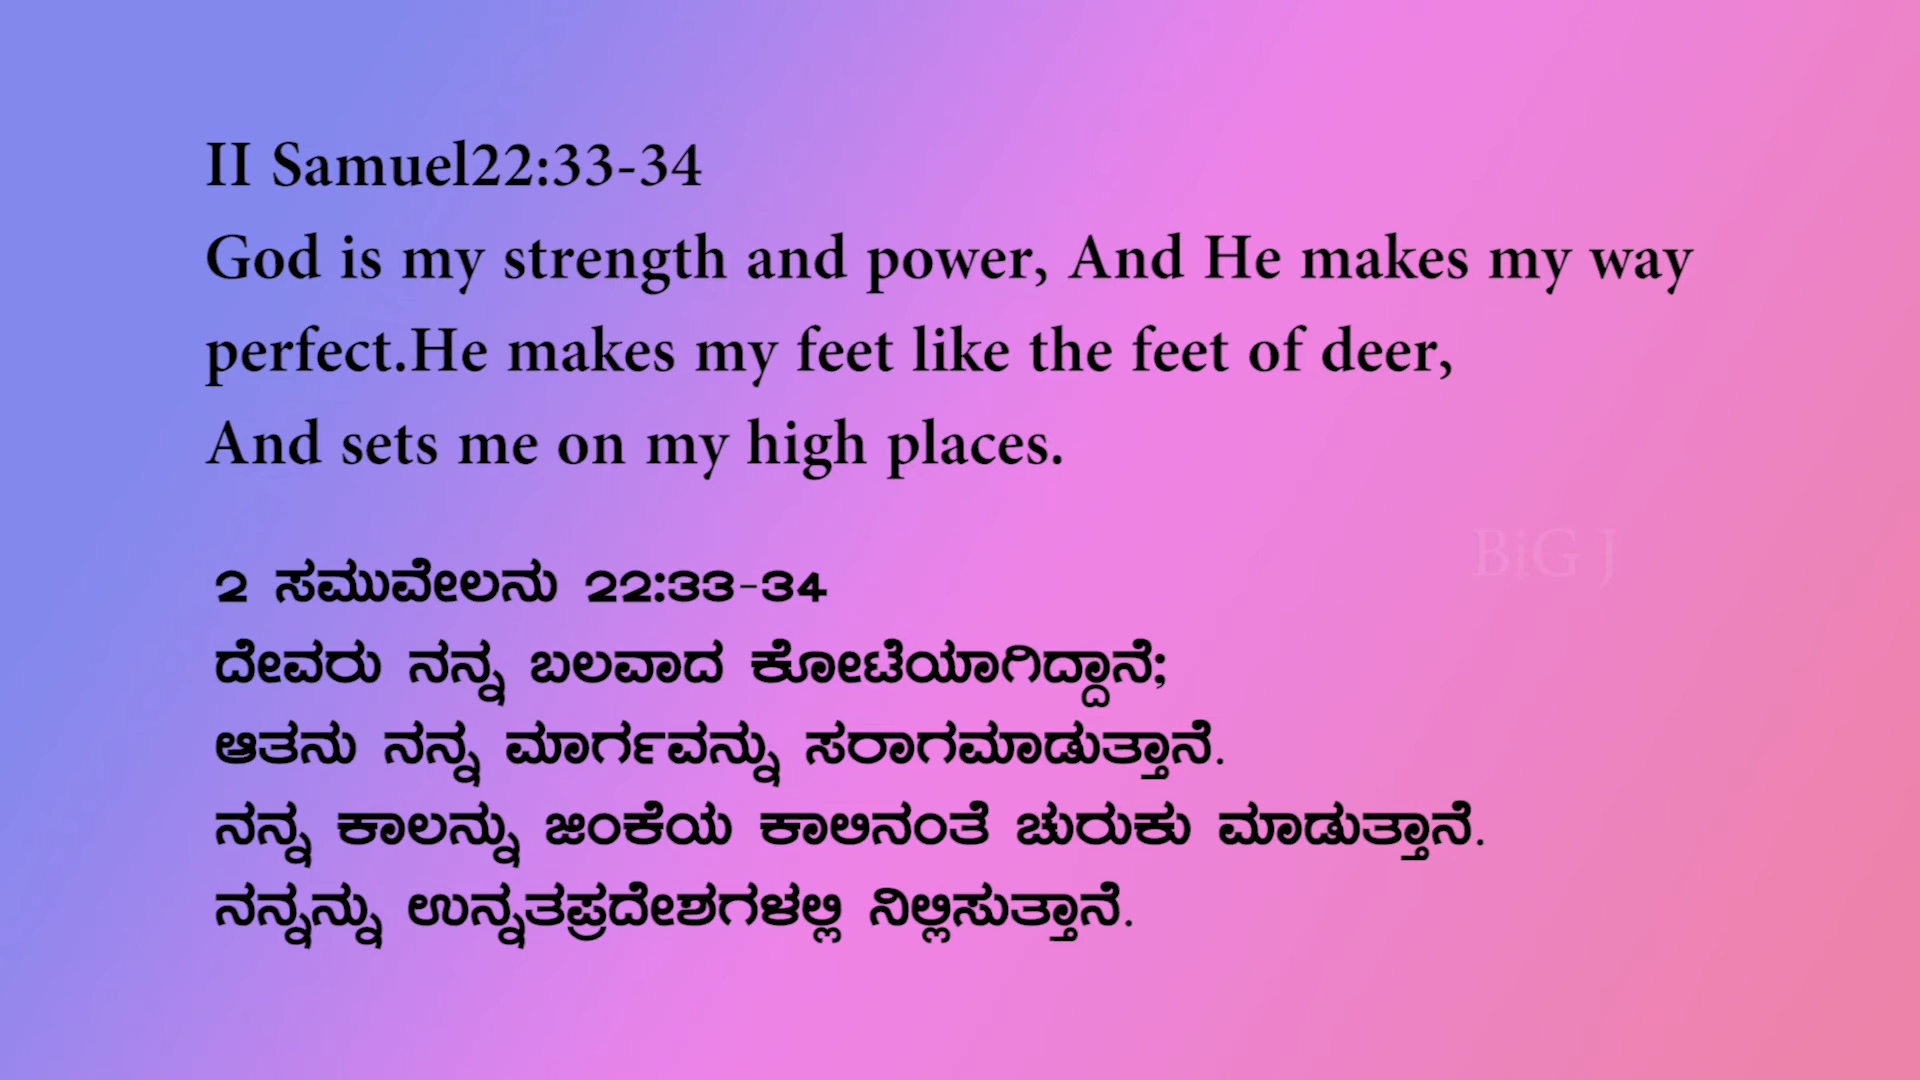 II Samuel22:33-34
God is my strength and power, And He makes my way
perfect.He makes my feet like the feet of deer,
And sets me on my high places.
BiG J
2 ಸಮುವೇಲನು 22:33-34
ದೇವರು ನನ್ನ ಬಲವಾದ ಕೋಟೆಯಾಗಿದ್ದಾನೆ;
ಆತನು ನನ್ನ ಮಾರ್ಗವನ್ನು ಸರಾಗಮಾಡುತ್ತಾನೆ.
ನನ್ನ ಕಾಲನ್ನು ಜಿಂಕೆಯ ಕಾಲಿನಂತೆ ಚುರುಕು ಮಾಡುತ್ತಾನೆ.
ನನ್ನನ್ನು ಉನ್ನತಪ್ರದೇಶಗಳಲ್ಲಿ ನಿಲ್ಲಿಸುತ್ತಾನೆ.